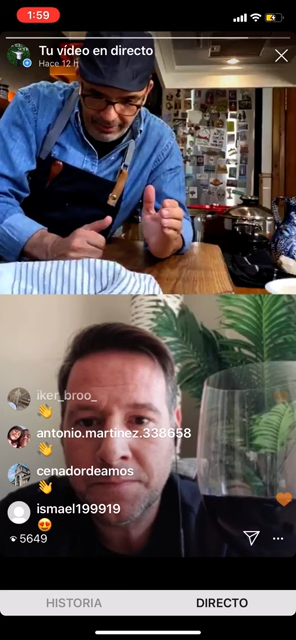 1:59
Tu vídeo en directo
Hace 12 h
iker_broo_
antonio.martinez.338658
cenadordeamos
ismael199919
5649
HISTORIA
DIRECTO